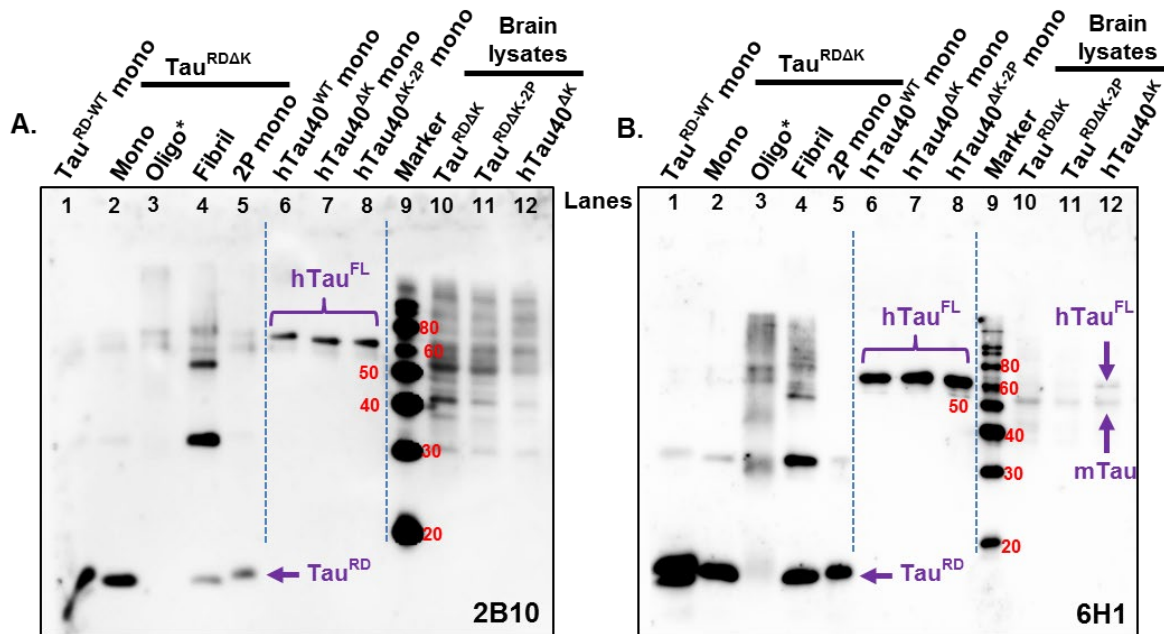 A.
Tau^RDΔK
Brain
lysates
Tau^RD-WT mono
Mono
Oligo*
Fibril
2P mono
hTau40^WT mono
hTau40^ΔK mono
hTau40^ΔK-2P mono
Marker
Tau^RDΔK
Tau^RDΔK-2P
hTau40^ΔK
1 2 3 4 5 6 7 8 9 10 11 12
hTau^FL
80
60
50
40
30
20
Tau^RD
2B10
Lanes
B.
Tau^RDΔK
Brain
lysates
Tau^RD-WT mono
Mono
Oligo*
Fibril
2P mono
hTau40^WT mono
hTau40^ΔK mono
hTau40^ΔK-2P mono
Marker
Tau^RDΔK
Tau^RDΔK-2P
hTau40^ΔK
1 2 3 4 5 6 7 8 9 10 11 12
hTau^FL
hTau^FL
80
60
50
40
mTau
30
20
Tau^RD
6H1